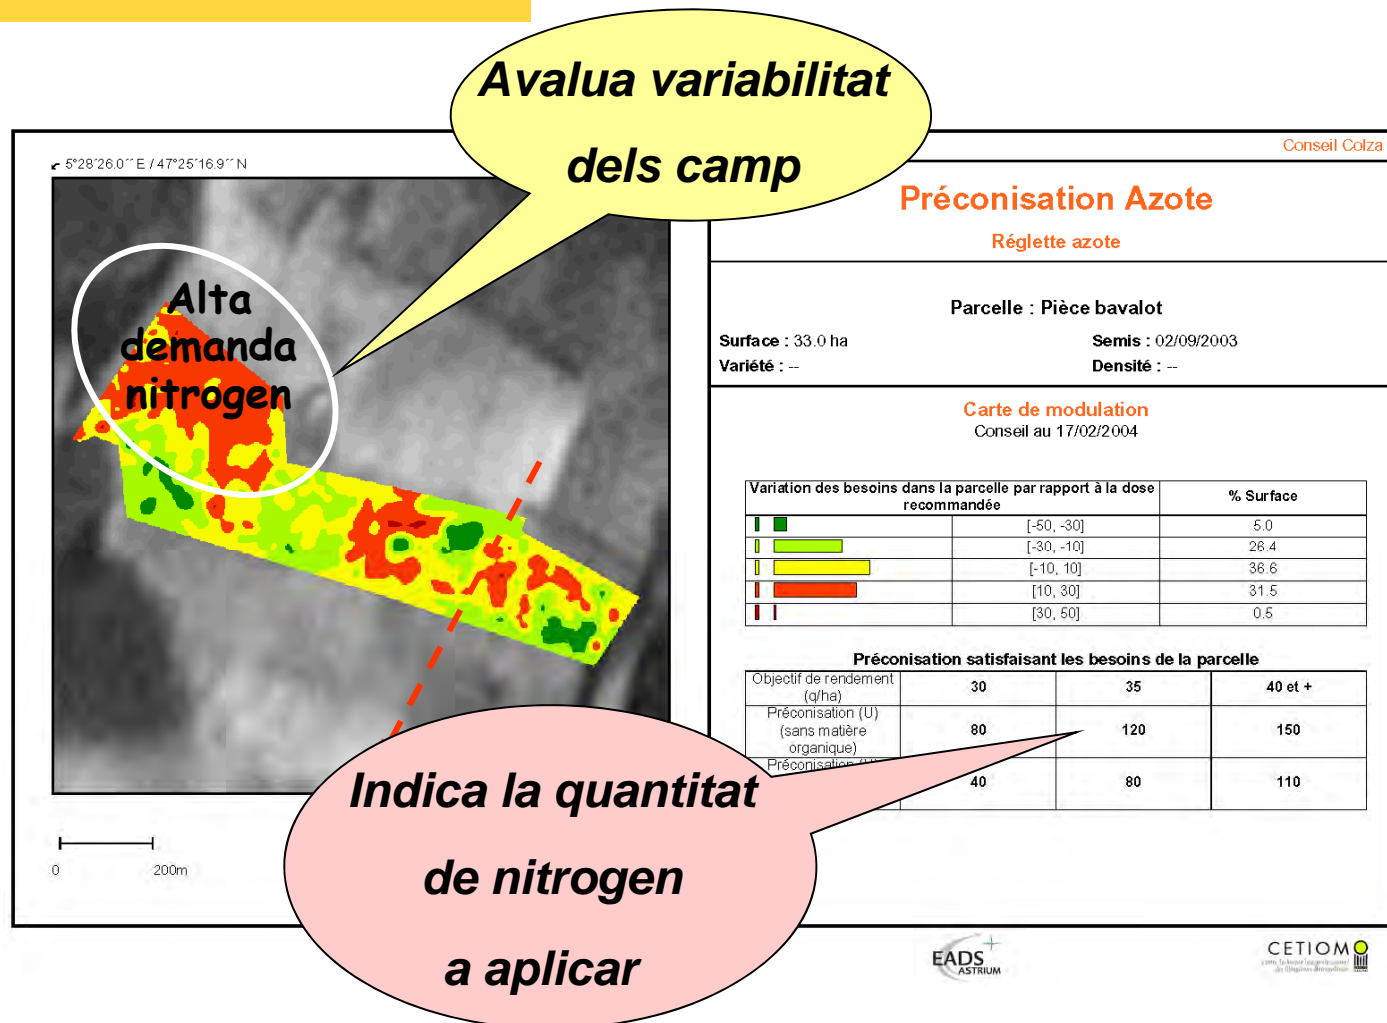 Avalua variabilitat
dels camp
Conseil Colza
5°28'26.0'' E / 47°25'16.9'' N
Alta
demanda
nitrogen
0 200m
Indica la quantitat
de nitrogen
a aplicar
Préconisation Azote
Réglette azote
Parcelle : Pièce bavalot
Surface : 33.0 ha Semis : 02/09/2003
Variété : -- Densité : --
Carte de modulation
Conseil au 17/02/2004
Variation des besoins dans la parcelle par rapport à la dose
recommandée
% Surface
[-50, -30] 5.0
[-30, -10] 26.4
[-10, 10] 36.6
[10, 30] 31.5
[30, 50] 0.5
Préconisation satisfaisant les besoins de la parcelle
Objectif de rendement
(q/ha)
30 35 40 et +
Préconisation (U)
(sans matière
organique)
80 120 150
Préconisation
40 80 110
EADS
ASTRIUM
CETIOM